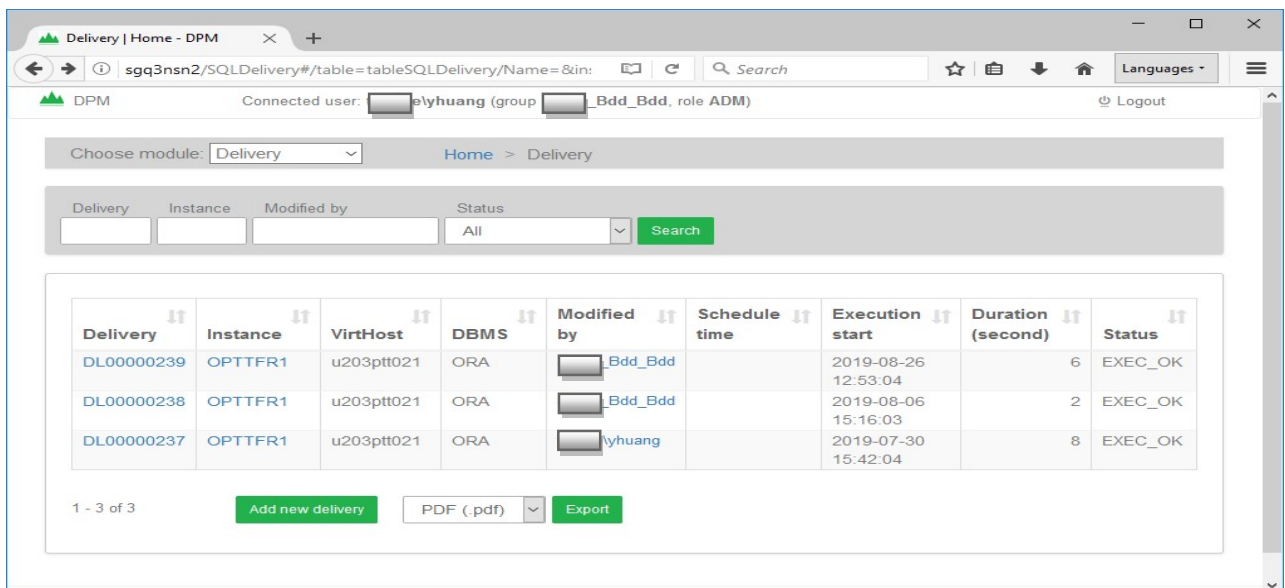 Delivery | Home - DPM
sgq3nsn2/SQLDelivery#/table=tableSQLDelivery/Name=&in: Search Languages
DPM Connected user: e\yhuang (group _Bdd_Bdd, role ADM) Logout
Choose module: Delivery Home > Delivery
Delivery Instance Modified by Status
All Search
Delivery Instance VirtHost DBMS Modified by Schedule time Execution start Duration (second) Status
DL00000239 OPTTFR1 u203ptt021 ORA _Bdd_Bdd 2019-08-26 12:53:04 6 EXEC_OK
DL00000238 OPTTFR1 u203ptt021 ORA _Bdd_Bdd 2019-08-06 15:16:03 2 EXEC_OK
DL00000237 OPTTFR1 u203ptt021 ORA \yhuang 2019-07-30 15:42:04 8 EXEC_OK
1 - 3 of 3 Add new delivery PDF (.pdf) Export